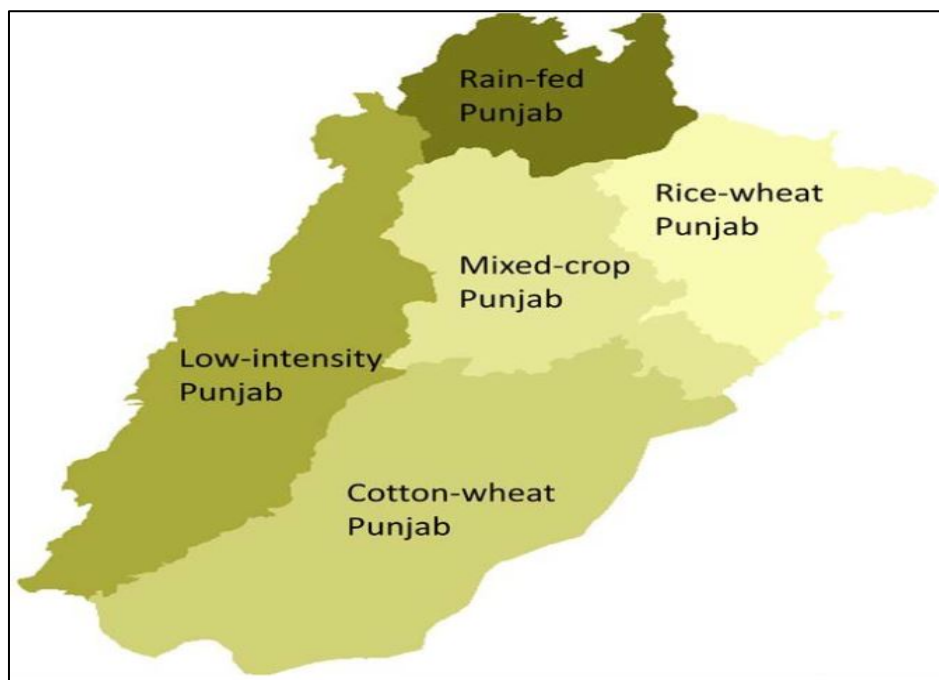 Rain-fed
Punjab
Rice-wheat
Punjab
Mixed-crop
Punjab
Low-intensity
Punjab
Cotton-wheat
Punjab